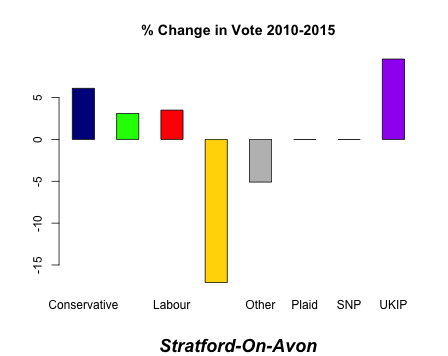 % Change in Vote 2010-2015
5
0
-5
-10
-15
Conservative Labour Other Plaid SNP UKIP
Stratford-On-Avon